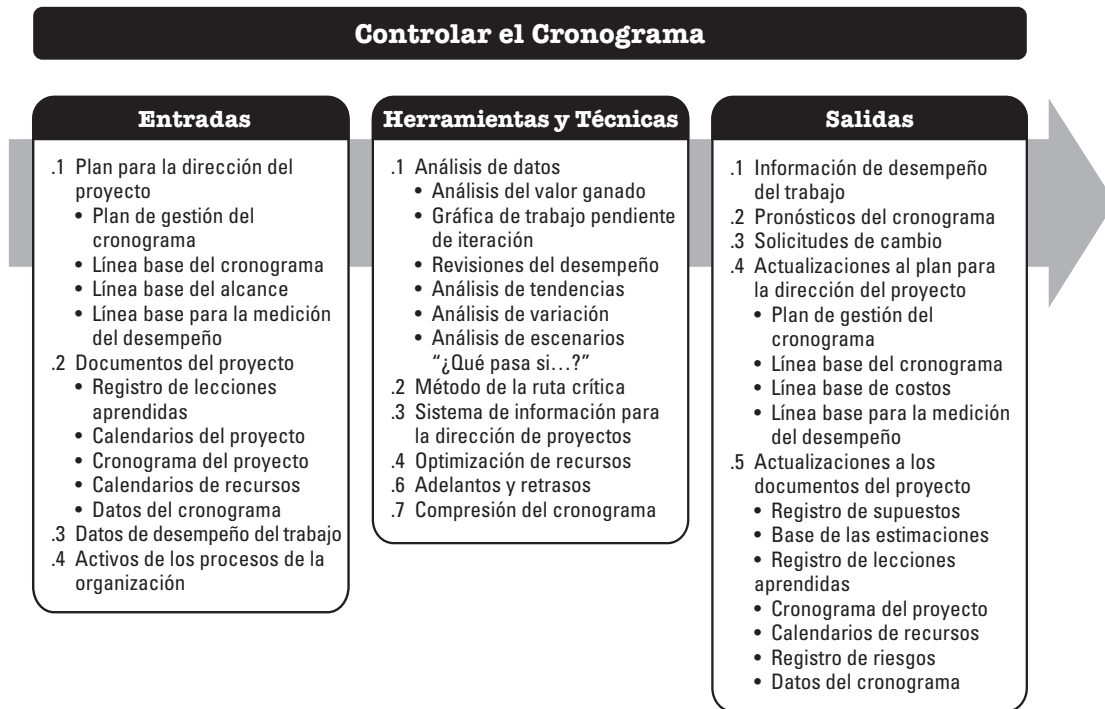 Controlar el Cronograma
Entradas
.1 Plan para la dirección del
proyecto
• Plan de gestión del
cronograma
• Línea base del cronograma
• Línea base del alcance
• Línea base para la medición
del desempeño
.2 Documentos del proyecto
• Registro de lecciones
aprendidas
• Calendarios del proyecto
• Cronograma del proyecto
• Calendarios de recursos
• Datos del cronograma
.3 Datos de desempeño del trabajo
.4 Activos de los procesos de la
organización
Herramientas y Técnicas
.1 Análisis de datos
• Análisis del valor ganado
• Gráfica de trabajo pendiente
de iteración
• Revisiones del desempeño
• Análisis de tendencias
• Análisis de variación
• Análisis de escenarios
“¿Qué pasa si…?”
.2 Método de la ruta crítica
.3 Sistema de información para
la dirección de proyectos
.4 Optimización de recursos
.6 Adelantos y retrasos
.7 Compresión del cronograma
Salidas
.1 Información de desempeño
del trabajo
.2 Pronósticos del cronograma
.3 Solicitudes de cambio
.4 Actualizaciones al plan para
la dirección del proyecto
• Plan de gestión del
cronograma
• Línea base del cronograma
• Línea base de costos
• Línea base para la medición
del desempeño
.5 Actualizaciones a los
documentos del proyecto
• Registro de supuestos
• Base de las estimaciones
• Registro de lecciones
aprendidas
• Cronograma del proyecto
• Calendarios de recursos
• Registro de riesgos
• Datos del cronograma